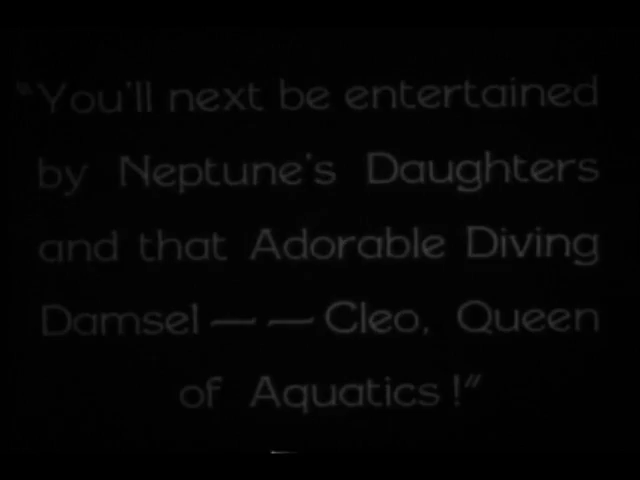 "You'll next be entertained
by Neptune's Daughters
and that Adorable Diving
Damsel — — Cleo, Queen
of Aquatics!"